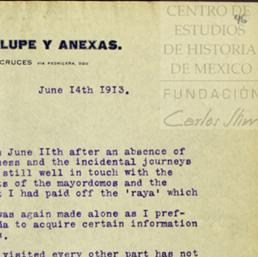 CENTRO DE
46
ESTUDIOS
DE HISTORIA
DE MEXICO
FUNDACIÓN
Carlos Slim
LUPE Y ANEXAS.
CRUCES VIA PEDRICEÑA, DGO
June 14th 1913.
June 11th after an absence of
ness and the incidental journeys
still well in touch with the
ts of the mayordomos and the
I had paid off the 'raya' which
was again made alone as I pref-
to acquire certain information
visited every other part has not